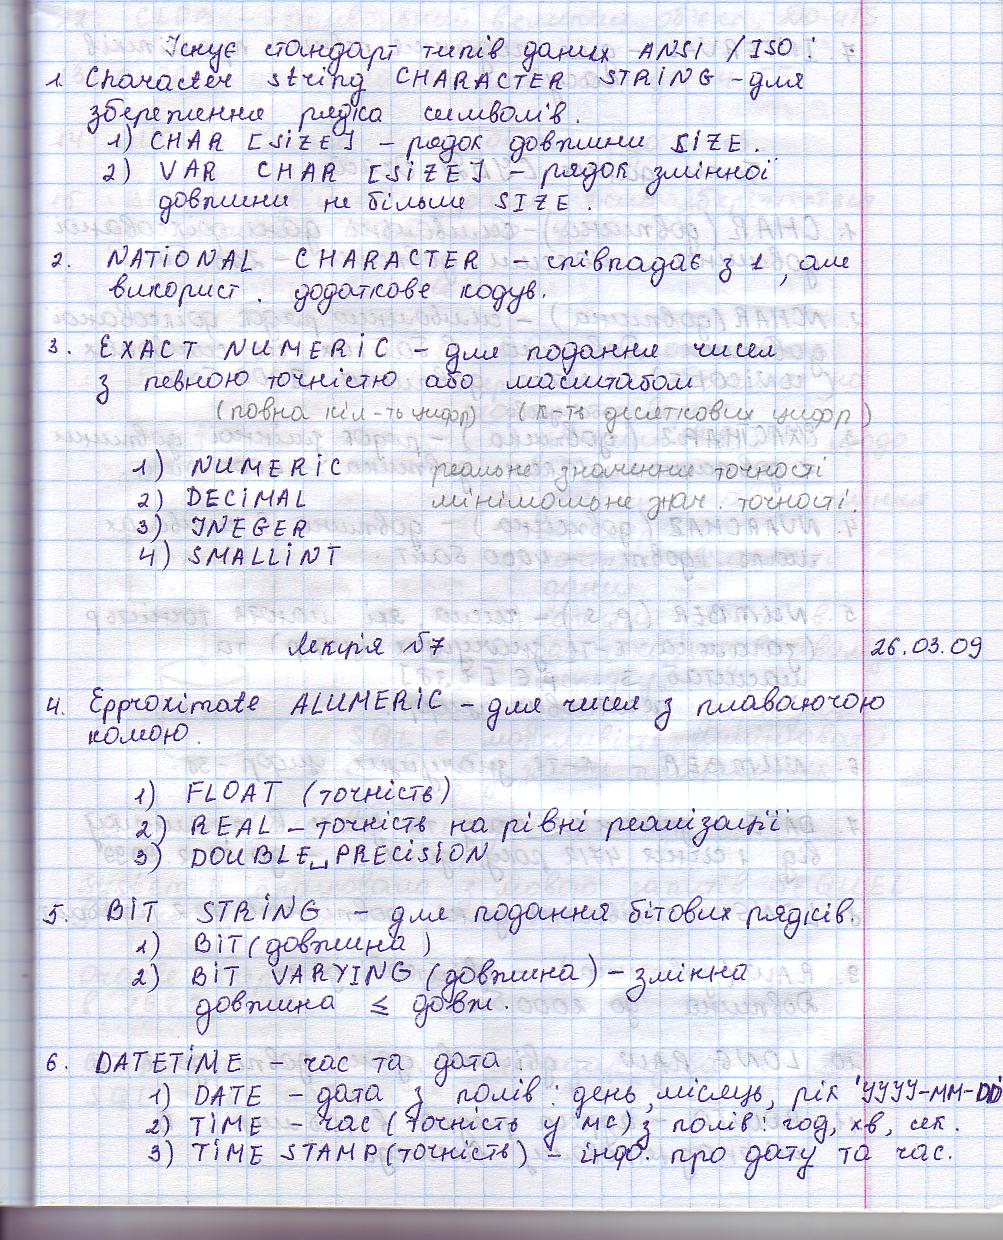 Існує стандарт типів даних ANSI / ISO :
1. Character string CHARACTER STRING - для
збереження рядка символів.
1) CHAR [SIZE] - рядок довжини SIZE.
2) VAR CHAR [SIZE] - рядок змінної
довжини не більше SIZE.
2. NATIONAL CHARACTER - співпадає з 1, але
використ. додаткове кодув.
3. EXACT NUMERIC - для подання чисел
з певною точністю або масштабом
(повна кіл-ть цифр) (к-ть десяткових цифр)
1) NUMERIC реальне значення точності
2) DECIMAL мінімальне знач. точності.
3) INEGER
4) SMALLINT
Лекція №7 26.03.09
4. Epproximate ALUMERIC - для чисел з плаваючою
комою.
1) FLOAT (точність)
2) REAL - точність на рівні реалізації
3) DOUBLE␣PRECISION
5. BIT STRING - для подання бітових рядків.
1) BIT (довжина)
2) BIT VARYING (довжина) - змінна
довжина ≤ довж.
6. DATETIME - час та дата
1) DATE - дата з полів : день, місяць, рік 'YYYY-MM-DD'
2) TIME - час (точність у мс) з полів : год, хв, сек.
3) TIME STAMP (точність) - інф. про дату та час.